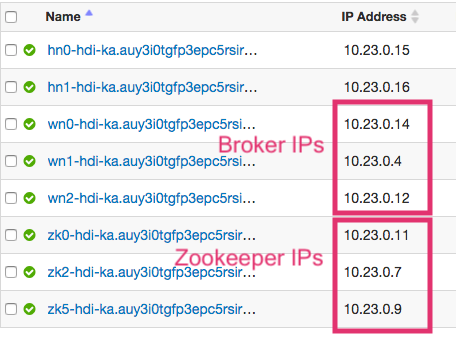 Name IP Address
hn0-hdi-ka.auy3i0tgfp3epc5rsir... 10.23.0.15
hn1-hdi-ka.auy3i0tgfp3epc5rsir... 10.23.0.16
wn0-hdi-ka.auy3i0tgfp3epc5rsi... 10.23.0.14
Broker IPs
wn1-hdi-ka.auy3i0tgfp3epc5rsi... 10.23.0.4
wn2-hdi-ka.auy3i0tgfp3epc5rsi... 10.23.0.12
zk0-hdi-ka.auy3i0tgfp3epc5rsir... 10.23.0.11
Zookeeper IPs
zk2-hdi-ka.auy3i0tgfp3epc5rsir... 10.23.0.7
zk5-hdi-ka.auy3i0tgfp3epc5rsir... 10.23.0.9